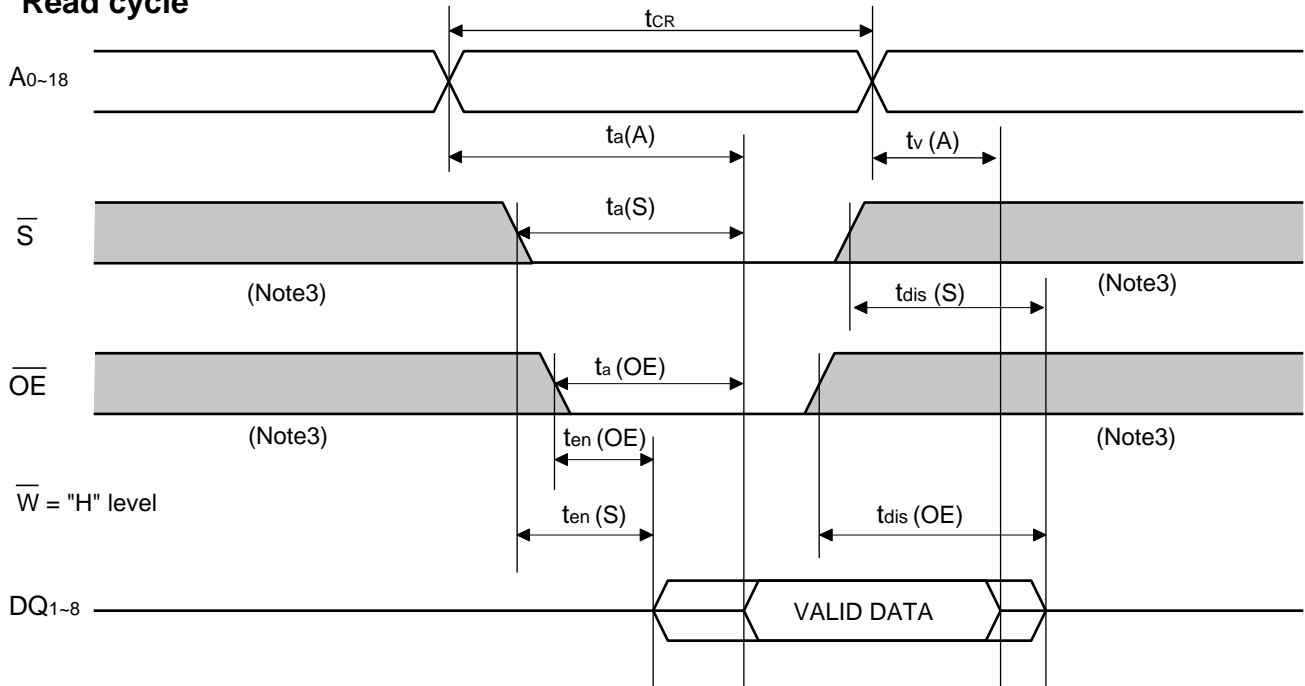 Read cycle
tCR
A0~18
ta(A)
tv (A)
ta(S)
S
(Note3)
(Note3)
tdis (S)
OE
ta (OE)
(Note3)
(Note3)
ten (OE)
W = "H" level
ten (S)
tdis (OE)
DQ1~8
VALID DATA